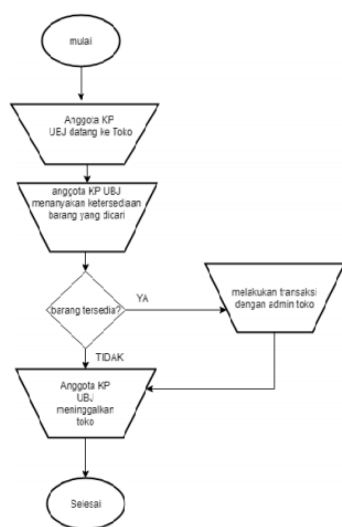 mulai
Anggota KP
UBJ datang ke Toko
anggota KP UBJ
menanyakan ketersediaan
barang yang dicari
barang tersedia?
YA
melakukan transaksi
dengan admin toko
TIDAK
Anggota KP
UBJ
meninggalkan
toko
Selesai